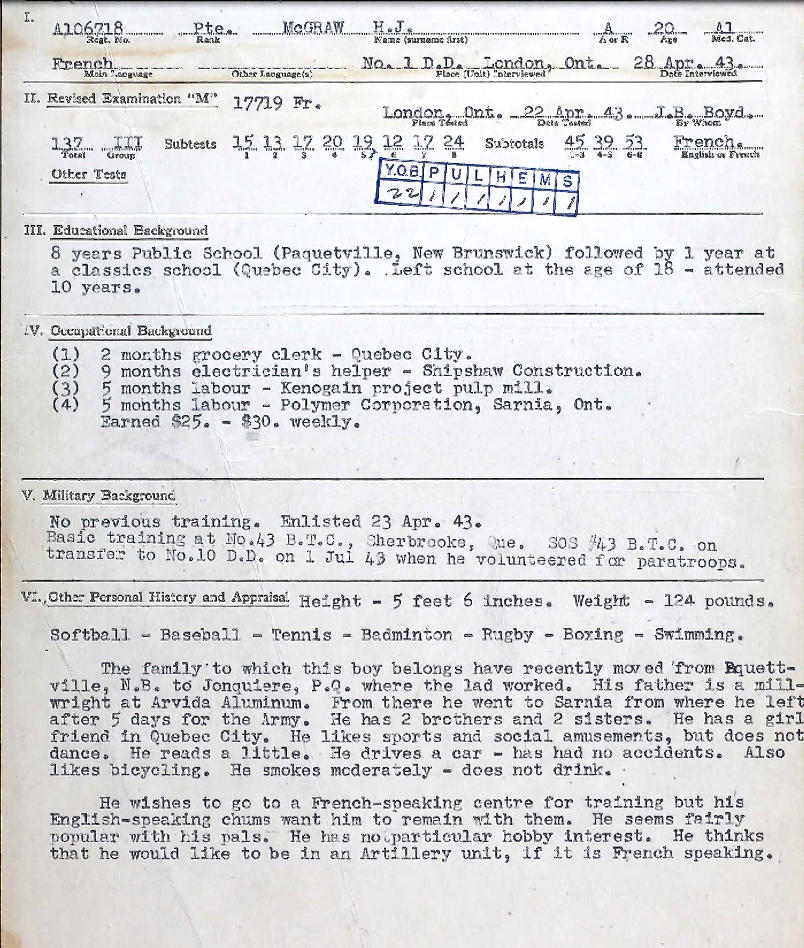 I.
A106718 Pte. McGRAW H.J. A 20 A1
Regt. No. Rank Name (surname first) A or R Age Med. Cat.
French No. 1 D.D. London, Ont. 28 Apr. 43.
Main Language Other Language(s) Place (Unit) Interviewed Date Interviewed
II. Revised Examination "M" 17719 Fr.
London, Ont. 22 Apr. 43. J.B. Boyd.
Place Tested Date Tested By Whom
137 III Subtests 15 13 17 20 19 12 17 24 Subtotals 45 39 53 French.
Total Group 1 2 3 4 5 6 7 8 1-3 4-5 6-8 English or French
Other Tests
Y.O.B P U L H E M S
22 1 1 1 1 1 1 1
III. Educational Background
8 years Public School (Paquetville, New Brunswick) followed by 1 year at
a classics school (Quebec City). Left school at the age of 18 - attended
10 years.
IV. Occupational Background
(1) 2 months grocery clerk - Quebec City.
(2) 9 months electrician's helper - Shipshaw Construction.
(3) 5 months labour - Kenogain project pulp mill.
(4) 5 months labour - Polymer Corporation, Sarnia, Ont.
Earned $25. - $30. weekly.
V. Military Background
No previous training. Enlisted 23 Apr. 43.
Basic training at No.43 B.T.C., Sherbrooke, Que. SOS #43 B.T.C. on
transfer to No.10 D.D. on 1 Jul 43 when he volunteered for paratroops.
VI. Other Personal History and Appraisal Height - 5 feet 6 inches. Weight - 124 pounds.
Softball - Baseball - Tennis - Badminton - Rugby - Boxing - Swimming.
The family to which this boy belongs have recently moved from Bquett-
ville, N.B. to Jonquiere, P.Q. where the lad worked. His father is a mill-
wright at Arvida Aluminum. From there he went to Sarnia from where he left
after 5 days for the Army. He has 2 brothers and 2 sisters. He has a girl
friend in Quebec City. He likes sports and social amusements, but does not
dance. He reads a little. He drives a car - has had no accidents. Also
likes bicycling. He smokes moderately - does not drink.
He wishes to go to a French-speaking centre for training but his
English-speaking chums want him to remain with them. He seems fairly
popular with his pals. He has no particular hobby interest. He thinks
that he would like to be in an Artillery unit, if it is French speaking.